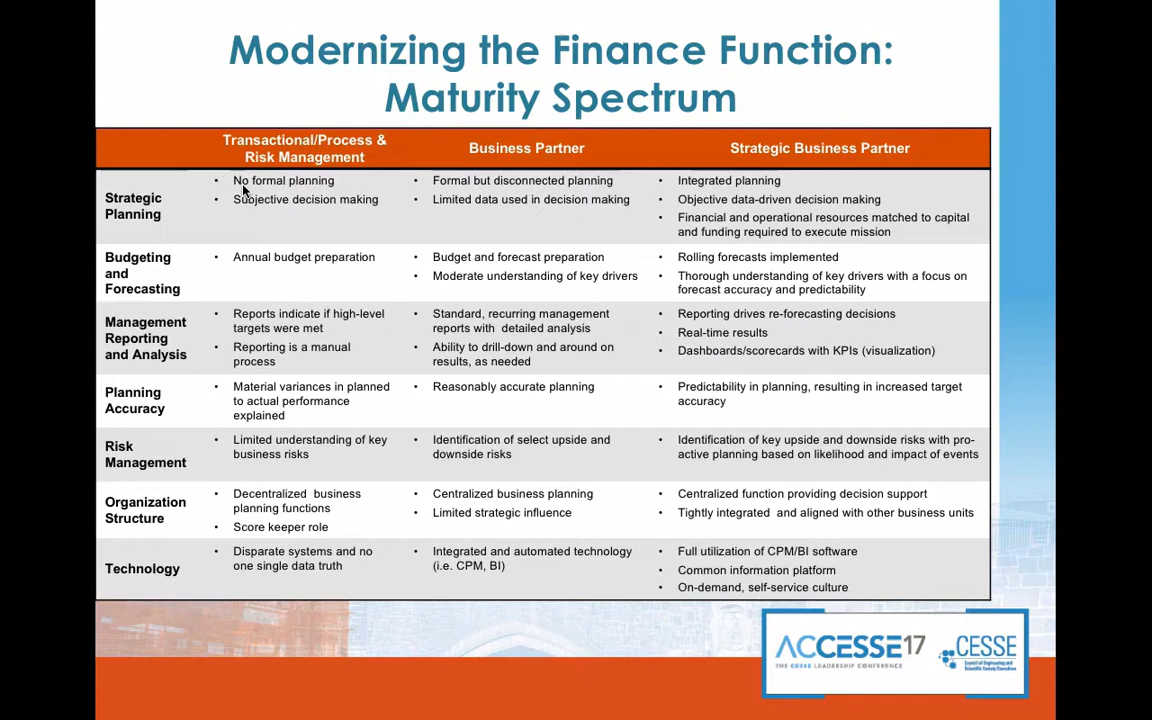 Modernizing the Finance Function:
Maturity Spectrum
Transactional/Process &
Risk Management
Business Partner
Strategic Business Partner
Strategic
Planning
• No formal planning
• Subjective decision making
• Formal but disconnected planning
• Limited data used in decision making
• Integrated planning
• Objective data-driven decision making
• Financial and operational resources matched to capital
and funding required to execute mission
Budgeting
and
Forecasting
• Annual budget preparation
• Budget and forecast preparation
• Moderate understanding of key drivers
• Rolling forecasts implemented
• Thorough understanding of key drivers with a focus on
forecast accuracy and predictability
Management
Reporting
and Analysis
• Reports indicate if high-level
targets were met
• Reporting is a manual
process
• Standard, recurring management
reports with detailed analysis
• Ability to drill-down and around on
results, as needed
• Reporting drives re-forecasting decisions
• Real-time results
• Dashboards/scorecards with KPIs (visualization)
Planning
Accuracy
• Material variances in planned
to actual performance
explained
• Reasonably accurate planning
• Predictability in planning, resulting in increased target
accuracy
Risk
Management
• Limited understanding of key
business risks
• Identification of select upside and
downside risks
• Identification of key upside and downside risks with pro-
active planning based on likelihood and impact of events
Organization
Structure
• Decentralized business
planning functions
• Score keeper role
• Centralized business planning
• Limited strategic influence
• Centralized function providing decision support
• Tightly integrated and aligned with other business units
Technology
• Disparate systems and no
one single data truth
• Integrated and automated technology
(i.e. CPM, BI)
• Full utilization of CPM/BI software
• Common information platform
• On-demand, self-service culture
ACCESSE17
THE CESSE LEADERSHIP CONFERENCE
CESSE
Council of Engineering and
Scientific Society Executives